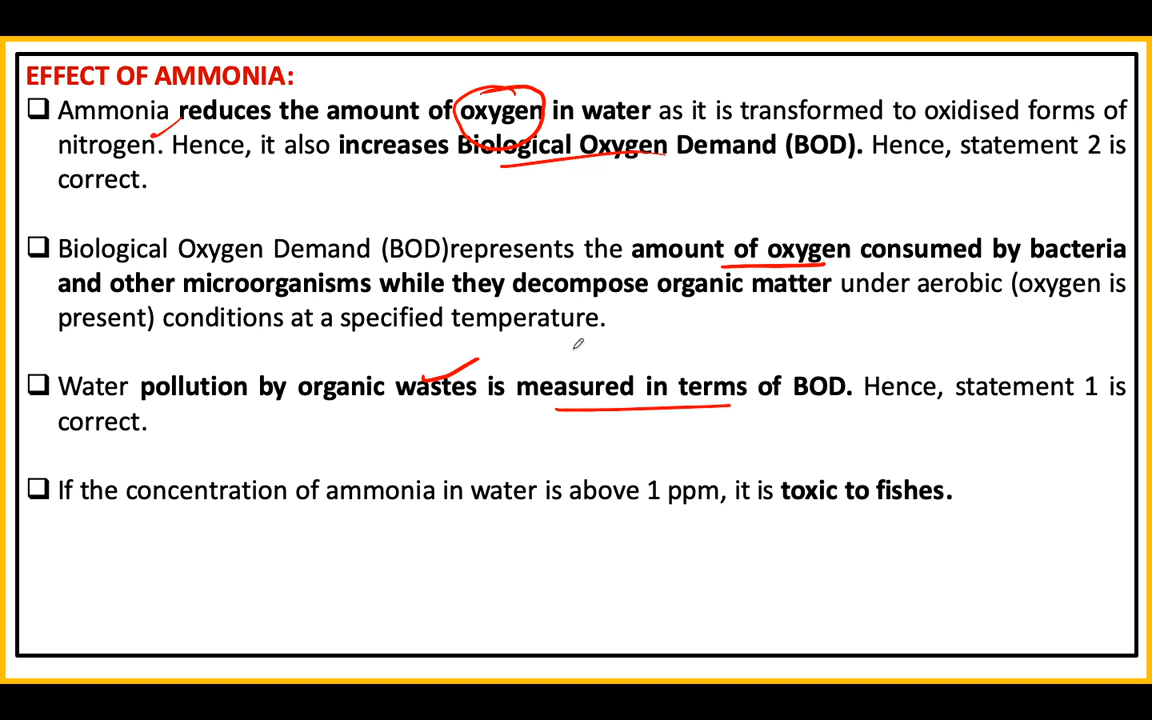 EFFECT OF AMMONIA:
❑ Ammonia reduces the amount of oxygen in water as it is transformed to oxidised forms of
nitrogen. Hence, it also increases Biological Oxygen Demand (BOD). Hence, statement 2 is
correct.
❑ Biological Oxygen Demand (BOD)represents the amount of oxygen consumed by bacteria
and other microorganisms while they decompose organic matter under aerobic (oxygen is
present) conditions at a specified temperature.
❑ Water pollution by organic wastes is measured in terms of BOD. Hence, statement 1 is
correct.
❑ If the concentration of ammonia in water is above 1 ppm, it is toxic to fishes.